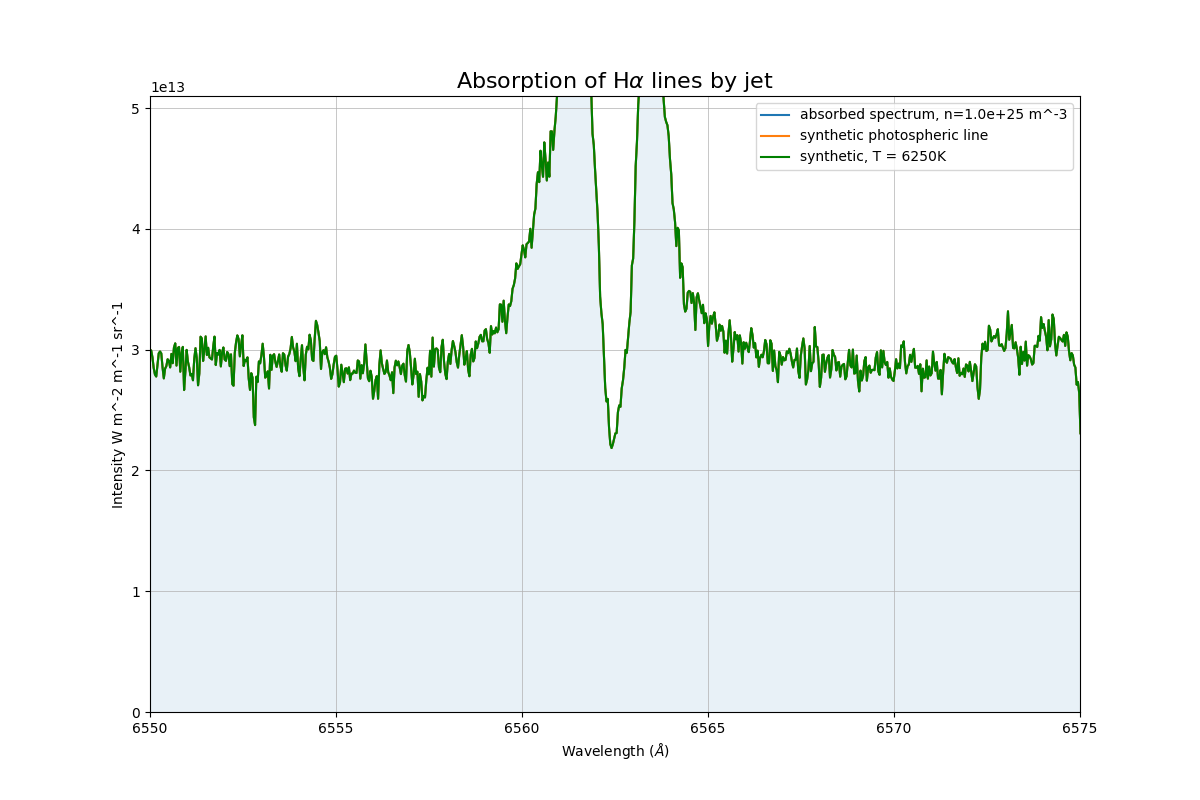 Absorption of Hα lines by jet
1e13
absorbed spectrum, n=1.0e+25 m^-3
synthetic photospheric line
synthetic, T = 6250K
5
4
3
2
1
0
Intensity W m^-2 m^-1 sr^-1
6550 6555 6560 6565 6570 6575
Wavelength (Å)